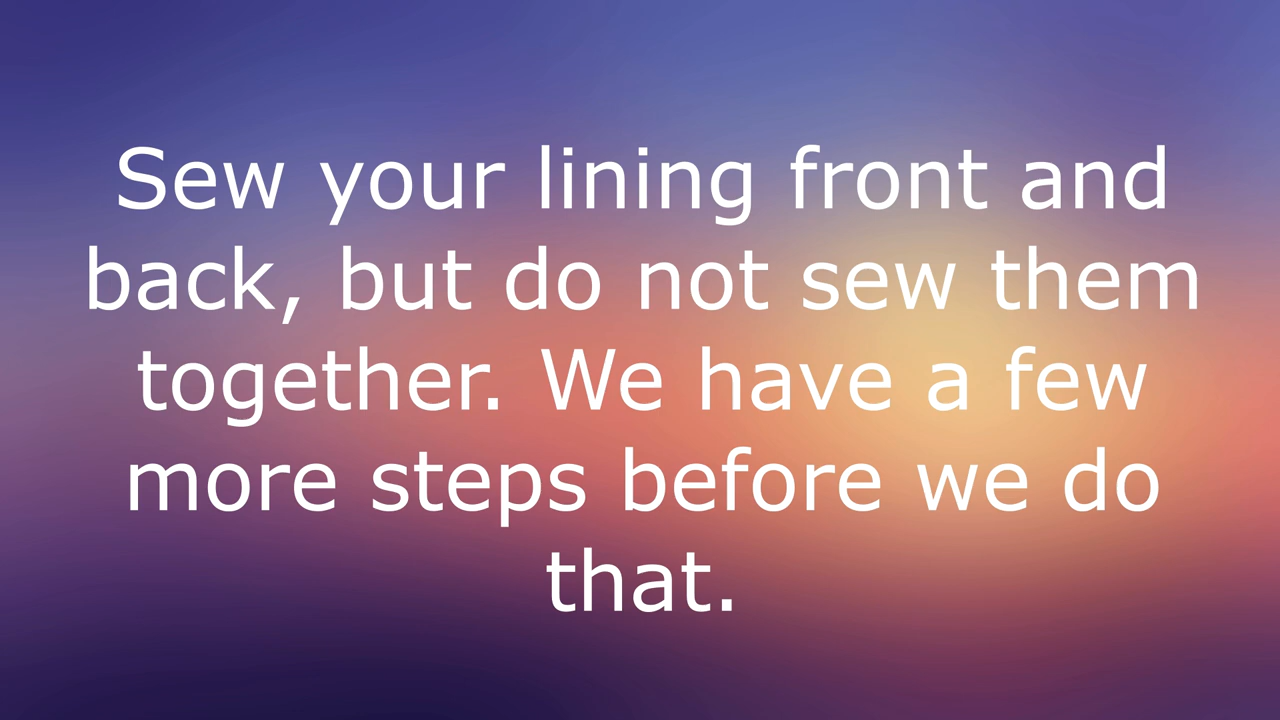 Sew your lining front and
back, but do not sew them
together. We have a few
more steps before we do
that.